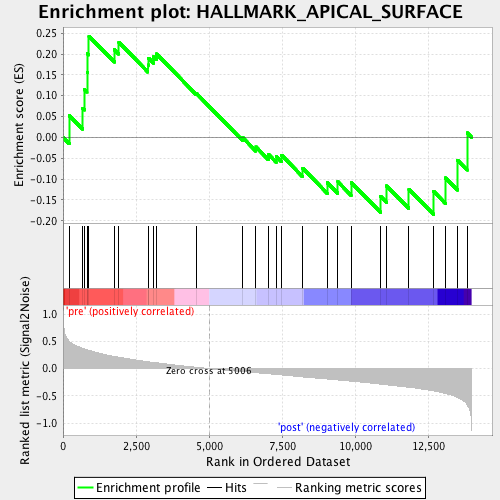 Enrichment plot: HALLMARK_APICAL_SURFACE
Enrichment score (ES)
0.25
0.20
0.15
0.10
0.05
0.00
-0.05
-0.10
-0.15
-0.20
'pre' (positively correlated)
Ranked list metric (Signal2Noise)
1.0
0.5
0.0
-0.5
-1.0
Zero cross at 5006
'post' (negatively correlated)
0 2,500 5,000 7,500 10,000 12,500
Rank in Ordered Dataset
Enrichment profile Hits Ranking metric scores